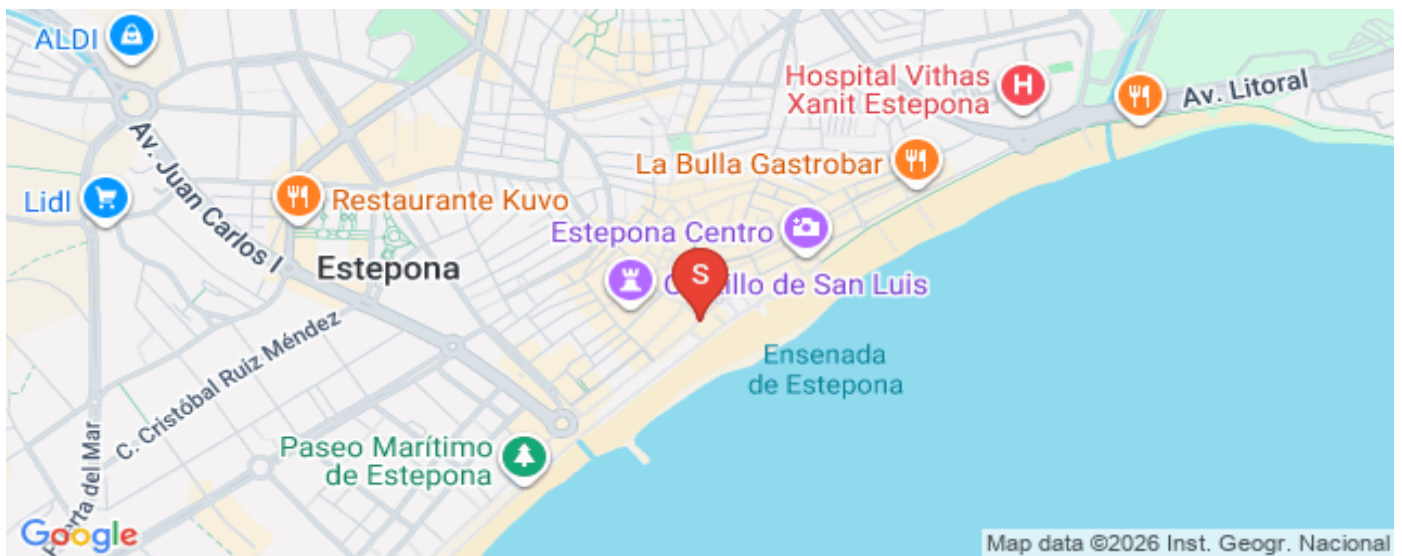 ALDI
Hospital Vithas
Xanit Estepona
H
Av. Litoral
La Bulla Gastrobar
Av. Juan Carlos I
Lidl
Restaurante Kuvo
Estepona Centro
Estepona
S
illo de San Luis
C. Cristóbal Ruiz Méndez
Ensenada
de Estepona
Paseo Marítimo
de Estepona
del Mar
Google
Map data ©2026 Inst. Geogr. Nacional